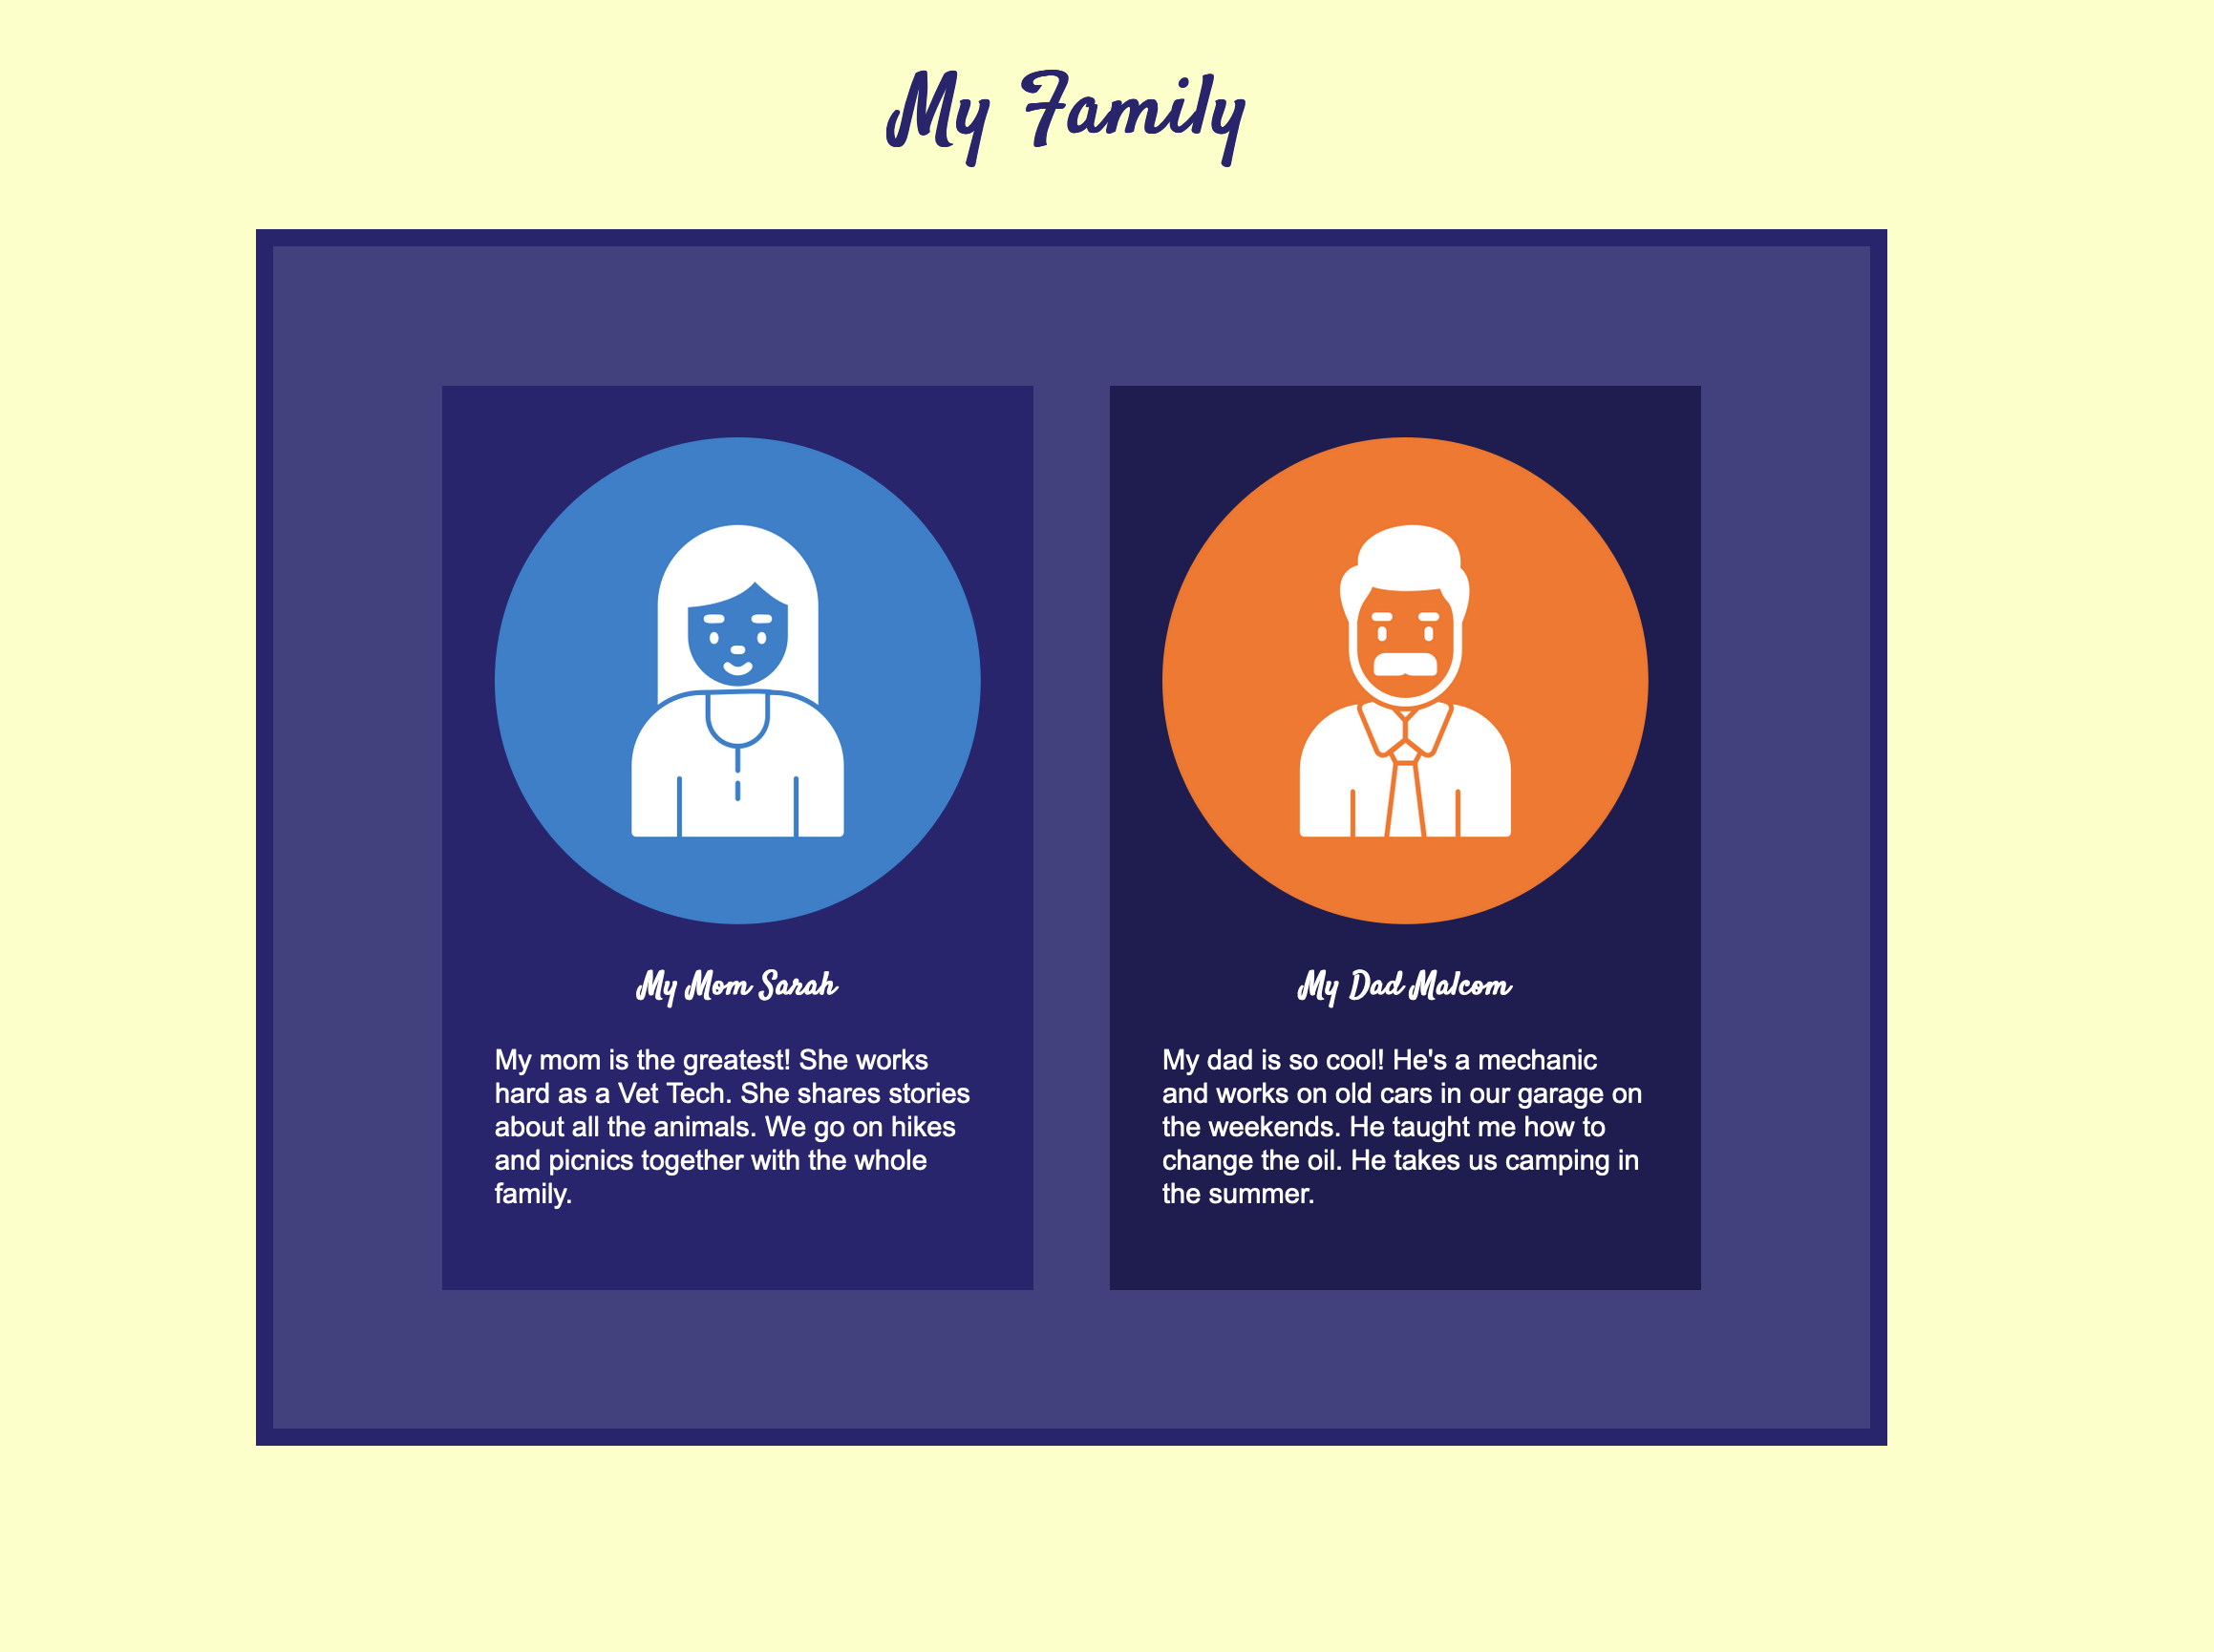 My Family
My Mom Sarah
My mom is the greatest! She works
hard as a Vet Tech. She shares stories
about all the animals. We go on hikes
and picnics together with the whole
family.
My Dad Malcom
My dad is so cool! He's a mechanic
and works on old cars in our garage on
the weekends. He taught me how to
change the oil. He takes us camping in
the summer.